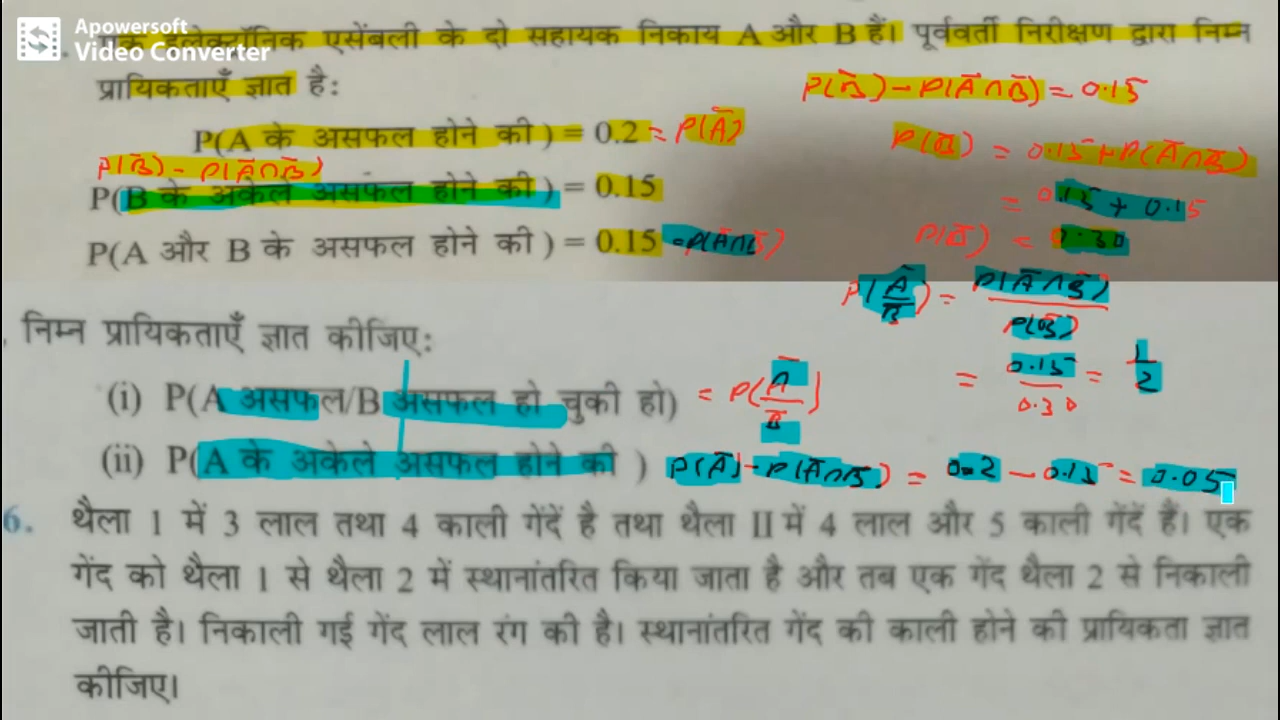 Apowersoft
Video Converter
इलेक्ट्रॉनिक एसेंबली के दो सहायक निकाय A और B हैं। पूर्ववर्ती निरीक्षण द्वारा निम्न
प्रायिकताएँ ज्ञात है:
P(B̄) - P(Ā∩B̄) = 0.15
P(A के असफल होने की) = 0.2 = P(Ā)
P(B̄) = 0.15 + P(Ā∩B̄)
P(B̄) - P(Ā∩B̄)
P(B के अकेले असफल होने की) = 0.15
= 0.15 + 0.15
P(A और B के असफल होने की) = 0.15 = P(Ā∩B̄)
P(B̄) = 0.30
P(Ā/B̄) = P(Ā∩B̄)/P(B̄)
निम्न प्रायिकताएँ ज्ञात कीजिए:
= 0.15/0.30 = 1/2
(i) P(A असफल/B असफल हो चुकी हो) = P(Ā/B̄)
(ii) P(A के अकेले असफल होने की) P(Ā) - P(Ā∩B̄) = 0.2 - 0.15 = 0.05
6. थैला 1 में 3 लाल तथा 4 काली गेंदें है तथा थैला II में 4 लाल और 5 काली गेंदें हैं। एक
गेंद को थैला 1 से थैला 2 में स्थानांतरित किया जाता है और तब एक गेंद थैला 2 से निकाली
जाती है। निकाली गई गेंद लाल रंग की है। स्थानांतरित गेंद की काली होने की प्रायिकता ज्ञात
कीजिए।